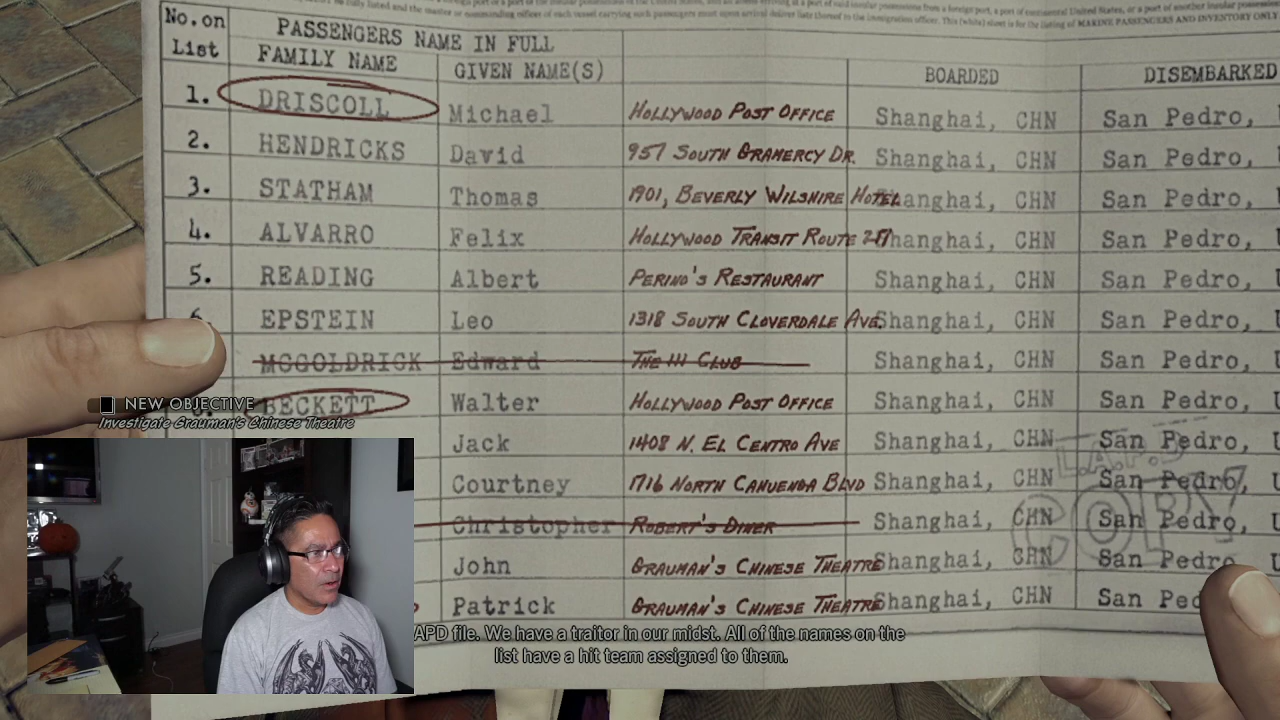 No. on List
PASSENGERS NAME IN FULL
FAMILY NAME GIVEN NAME(S) BOARDED DISEMBARKED
1. DRISCOLL Michael HOLLYWOOD POST OFFICE Shanghai, CHN San Pedro,
2. HENDRICKS David 957 SOUTH GRAMERCY DR. Shanghai, CHN San Pedro,
3. STATHAM Thomas 1901, BEVERLY WILSHIRE HOTEL Shanghai, CHN San Pedro,
4. ALVARRO Felix HOLLYWOOD TRANSIT ROUTE Shanghai, CHN San Pedro,
5. READING Albert PERINO'S RESTAURANT Shanghai, CHN San Pedro,
EPSTEIN Leo 1318 SOUTH CLOVERDALE AVE. Shanghai, CHN San Pedro,
MCGOLDRICK Edward THE 111 CLUB Shanghai, CHN San Pedro,
BECKETT Walter HOLLYWOOD POST OFFICE Shanghai, CHN San Pedro,
Jack 1408 N. EL CENTRO AVE Shanghai, CHN San Pedro,
Courtney 1716 NORTH CAHUENGA BLVD Shanghai, CHN San Pedro,
Christopher ROBERT'S DINER Shanghai, CHN San Pedro,
John GRAUMAN'S CHINESE THEATRE Shanghai, CHN San Pedro
Patrick GRAUMAN'S CHINESE THEATRE Shanghai, CHN San Ped
L.A.P.D
COPY
NEW OBJECTIVE
Investigate Grauman's Chinese Theatre
APD file. We have a traitor in our midst. All of the names on the
list have a hit team assigned to them.